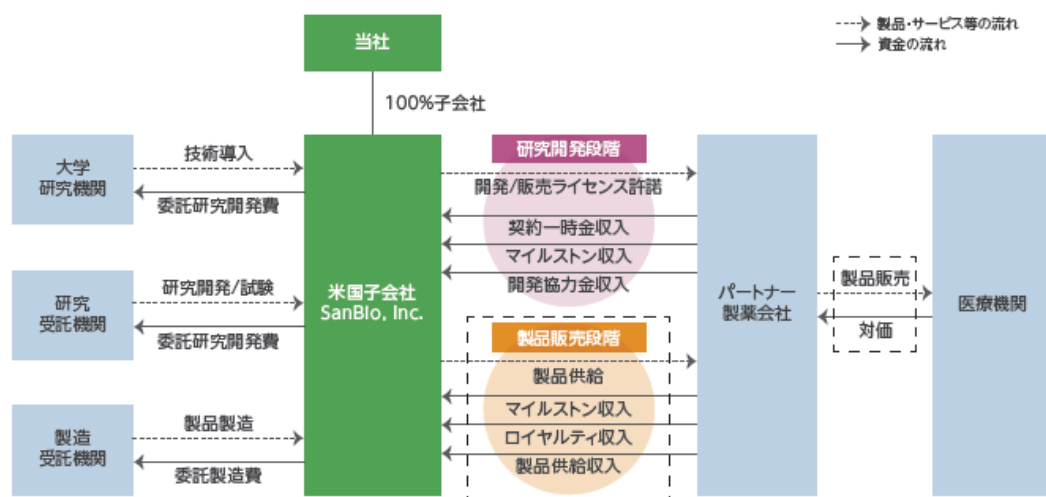 当社
製品・サービス等の流れ
資金の流れ
100%子会社
大学
研究機関
技術導入
委託研究開発費
研究
受託機関
研究開発/試験
委託研究開発費
製造
受託機関
製品製造
委託製造費
米国子会社
SanBio, Inc.
研究開発段階
開発/販売ライセンス許諾
契約一時金収入
マイルストン収入
開発協力金収入
製品販売段階
製品供給
マイルストン収入
ロイヤルティ収入
製品供給収入
パートナー
製薬会社
製品販売
対価
医療機関